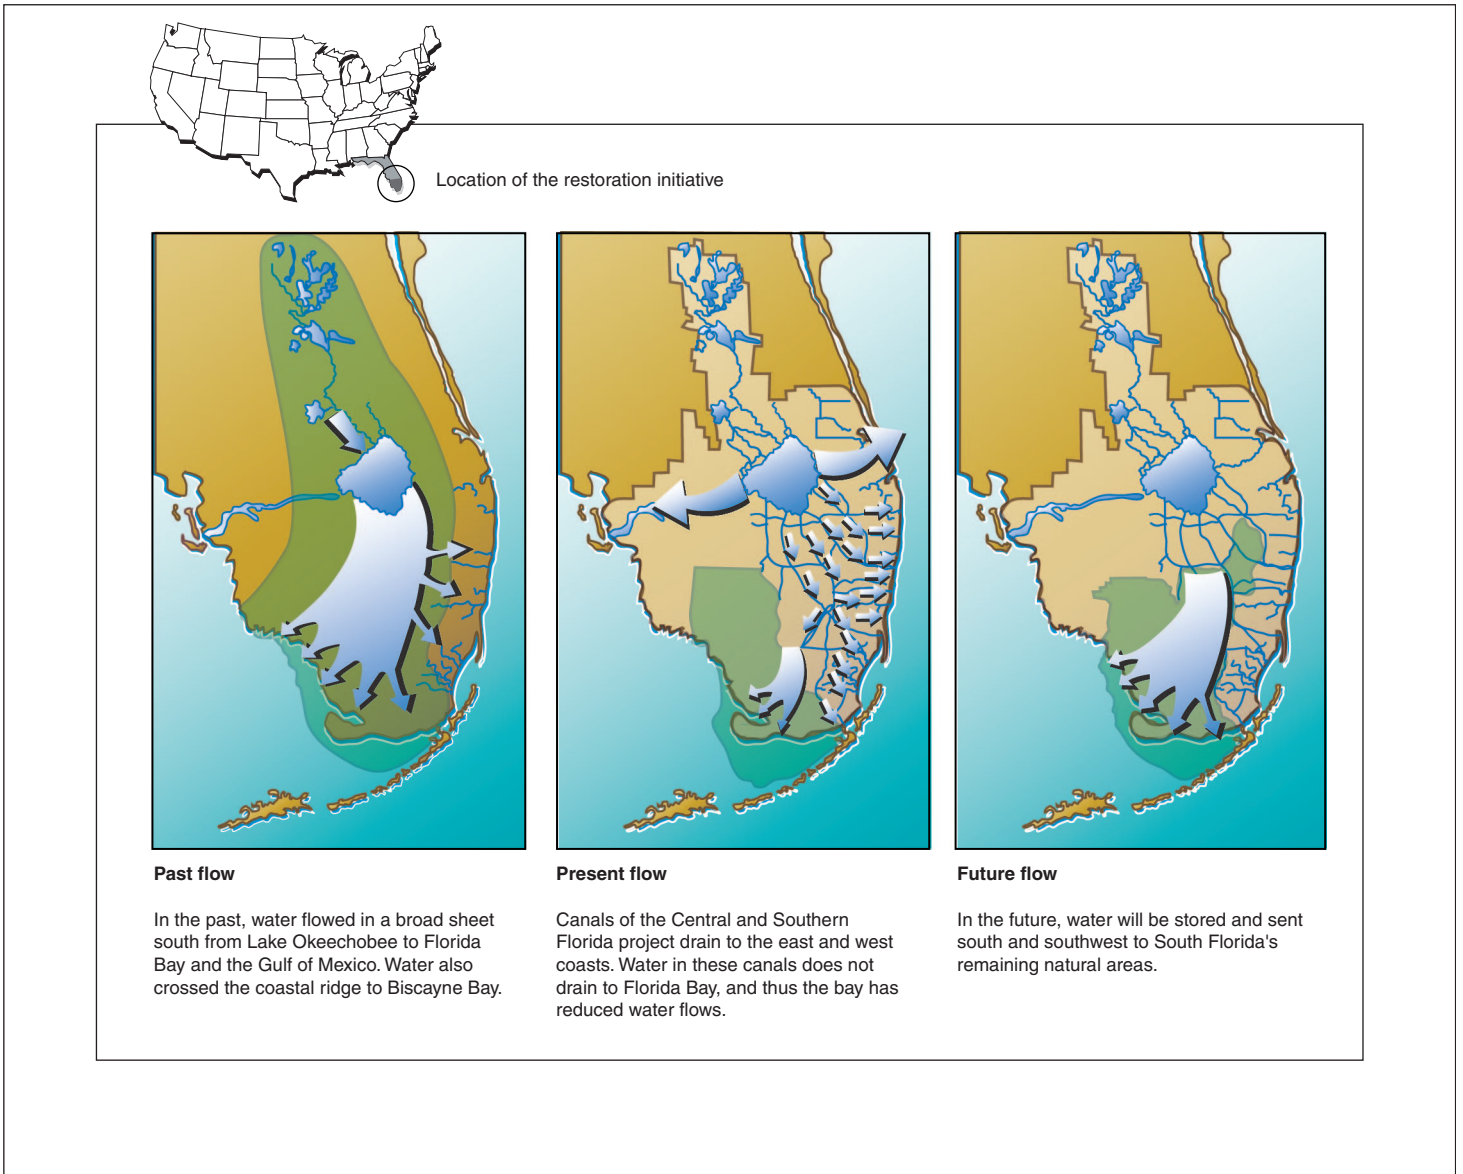 Location of the restoration initiative
Past flow
In the past, water flowed in a broad sheet
south from Lake Okeechobee to Florida
Bay and the Gulf of Mexico. Water also
crossed the coastal ridge to Biscayne Bay.
Present flow
Canals of the Central and Southern
Florida project drain to the east and west
coasts. Water in these canals does not
drain to Florida Bay, and thus the bay has
reduced water flows.
Future flow
In the future, water will be stored and sent
south and southwest to South Florida's
remaining natural areas.